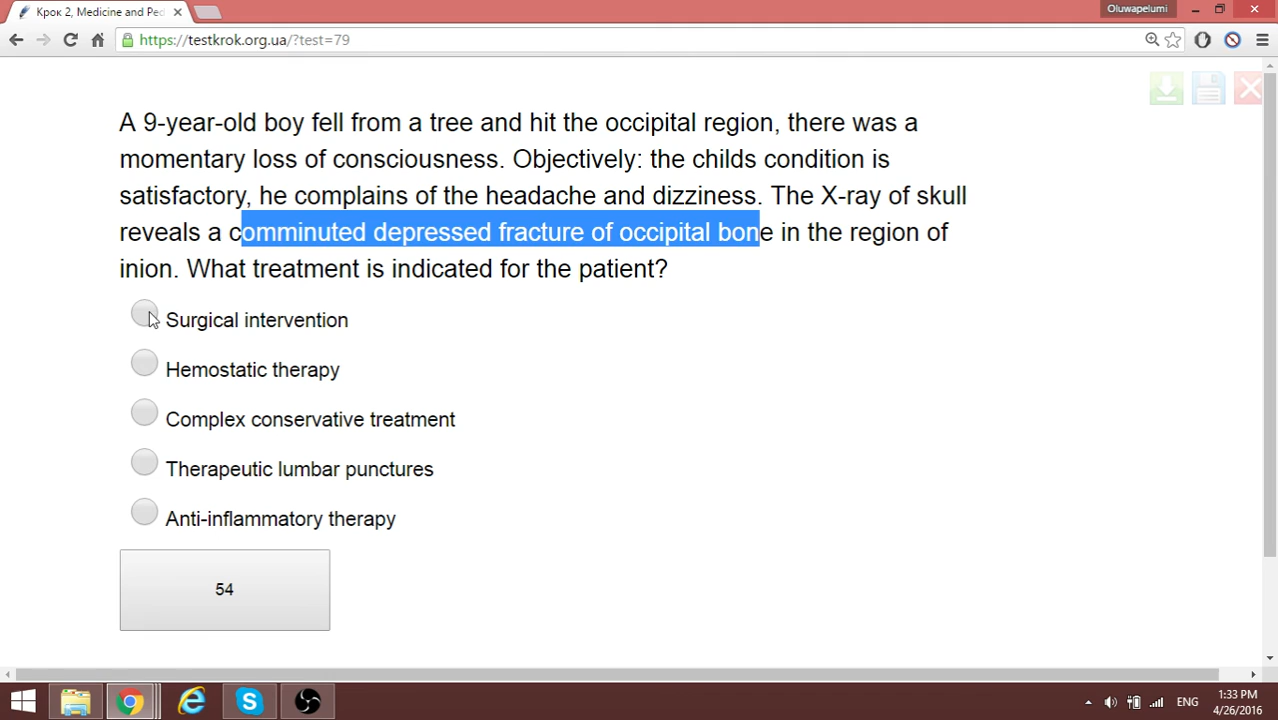 Крок 2, Medicine and Ped
Oluwapelumi
https://testkrok.org.ua/?test=79
A 9-year-old boy fell from a tree and hit the occipital region, there was a
momentary loss of consciousness. Objectively: the childs condition is
satisfactory, he complains of the headache and dizziness. The X-ray of skull
reveals a comminuted depressed fracture of occipital bone in the region of
inion. What treatment is indicated for the patient?
Surgical intervention
Hemostatic therapy
Complex conservative treatment
Therapeutic lumbar punctures
Anti-inflammatory therapy
54
ENG
1:33 PM
4/26/2016